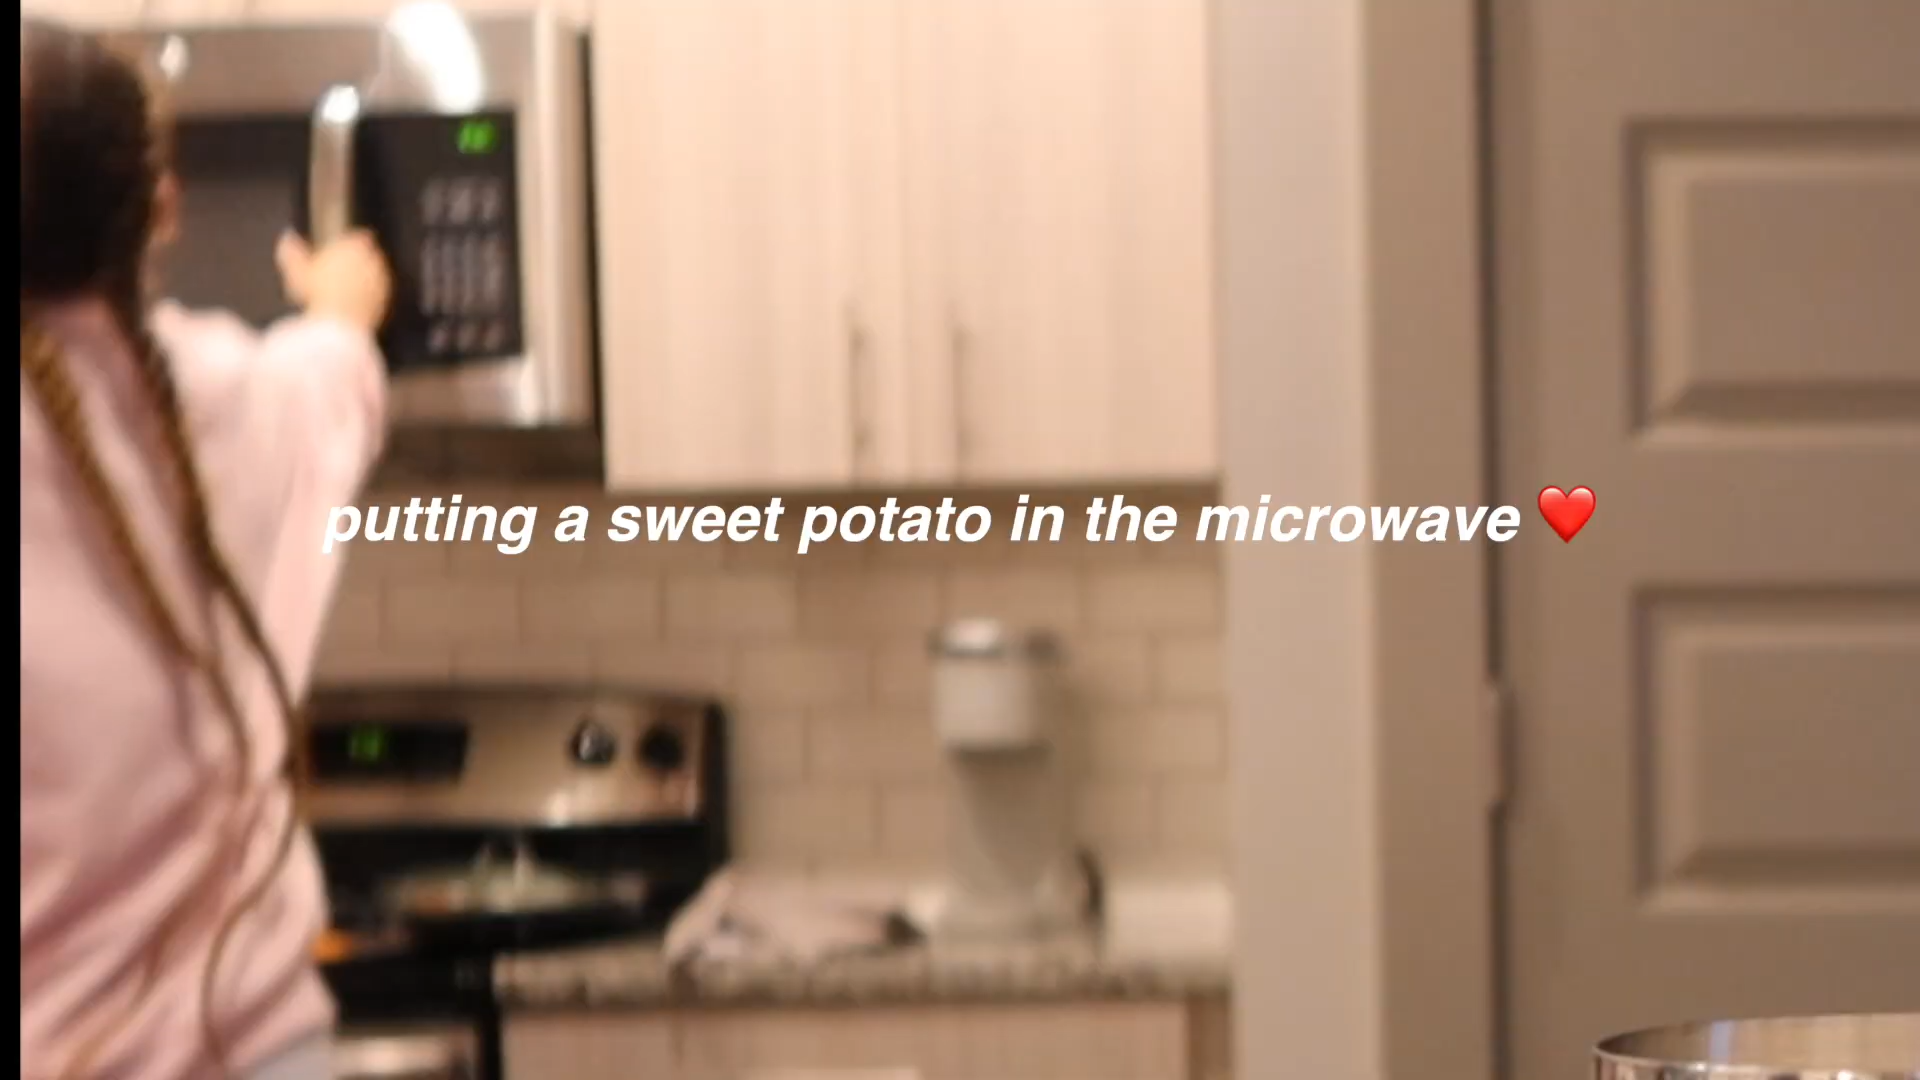 putting a sweet potato in the microwave ❤️